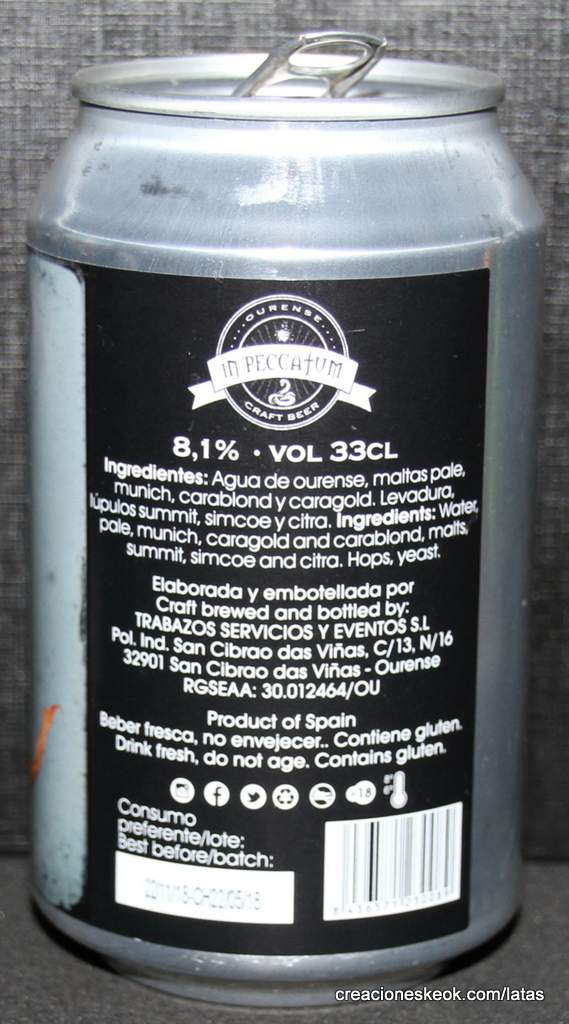 OURENSE
IN PECCATUM
CRAFT BEER
8,1% · VOL 33CL
Ingredientes: Agua de ourense, maltas pale,
munich, carablond y caragold. Levadura,
lúpulos summit, simcoe y citra. Ingredients: Water,
pale, munich, caragold and carablond, malts,
summit, simcoe and citra. Hops, yeast.
Elaborada y embotellada por
Craft brewed and bottled by:
TRABAZOS SERVICIOS Y EVENTOS S.L
Pol. Ind. San Cibrao das Viñas, C/13, N/16
32901 San Cibrao das Viñas - Ourense
RGSEAA: 30.012464/OU
Product of Spain
Beber fresca, no envejecer.. Contiene gluten.
Drink fresh, do not age. Contains gluten.
+18
Consumo
preferente/lote:
Best before/batch:
22/11/18-CH22/05/18
creacioneskeok.com/latas